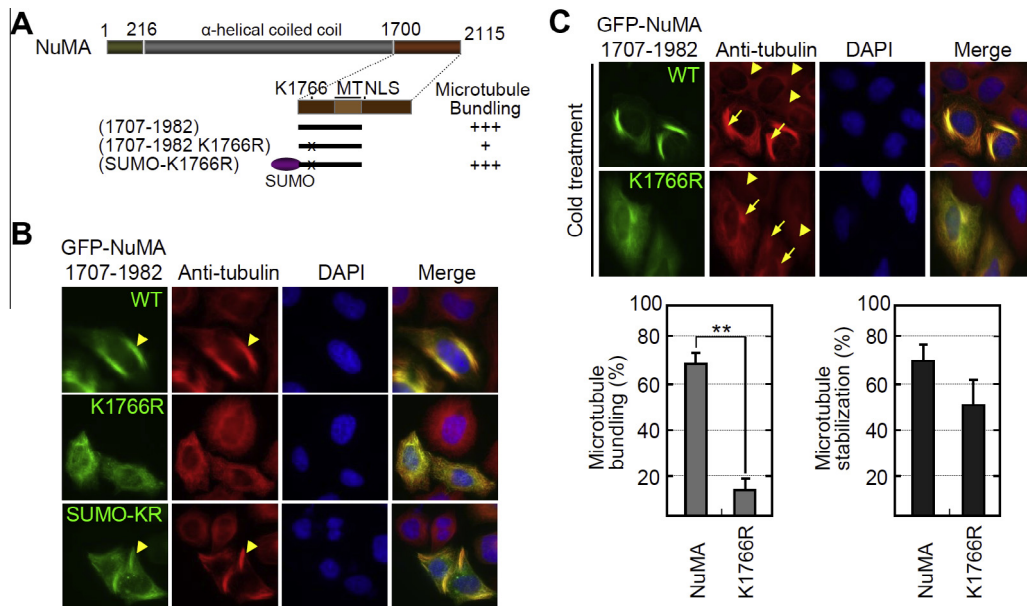 A
NuMA
1 216 α-helical coiled coil 1700 2115
K1766 MT NLS Microtubule
Bundling
(1707-1982) +++
(1707-1982 K1766R) x +
(SUMO-K1766R) x +++
SUMO
B
GFP-NuMA
1707-1982 Anti-tubulin DAPI Merge
WT
K1766R
SUMO-KR
C
GFP-NuMA
1707-1982 Anti-tubulin DAPI Merge
Cold treatment
WT
K1766R
Microtubule
bundling (%)
100
80
60
40
20
**
NuMA
K1766R
Microtubule
stabilization (%)
100
80
60
40
20
NuMA
K1766R